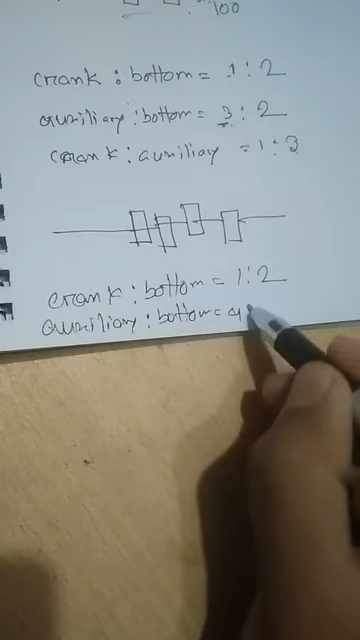 100
crank : bottom = 1 : 2
auxiliary : bottom = 3 : 2
crank : auxiliary = 1 : 3
crank : bottom = 1 : 2
auxiliary : bottom = 4